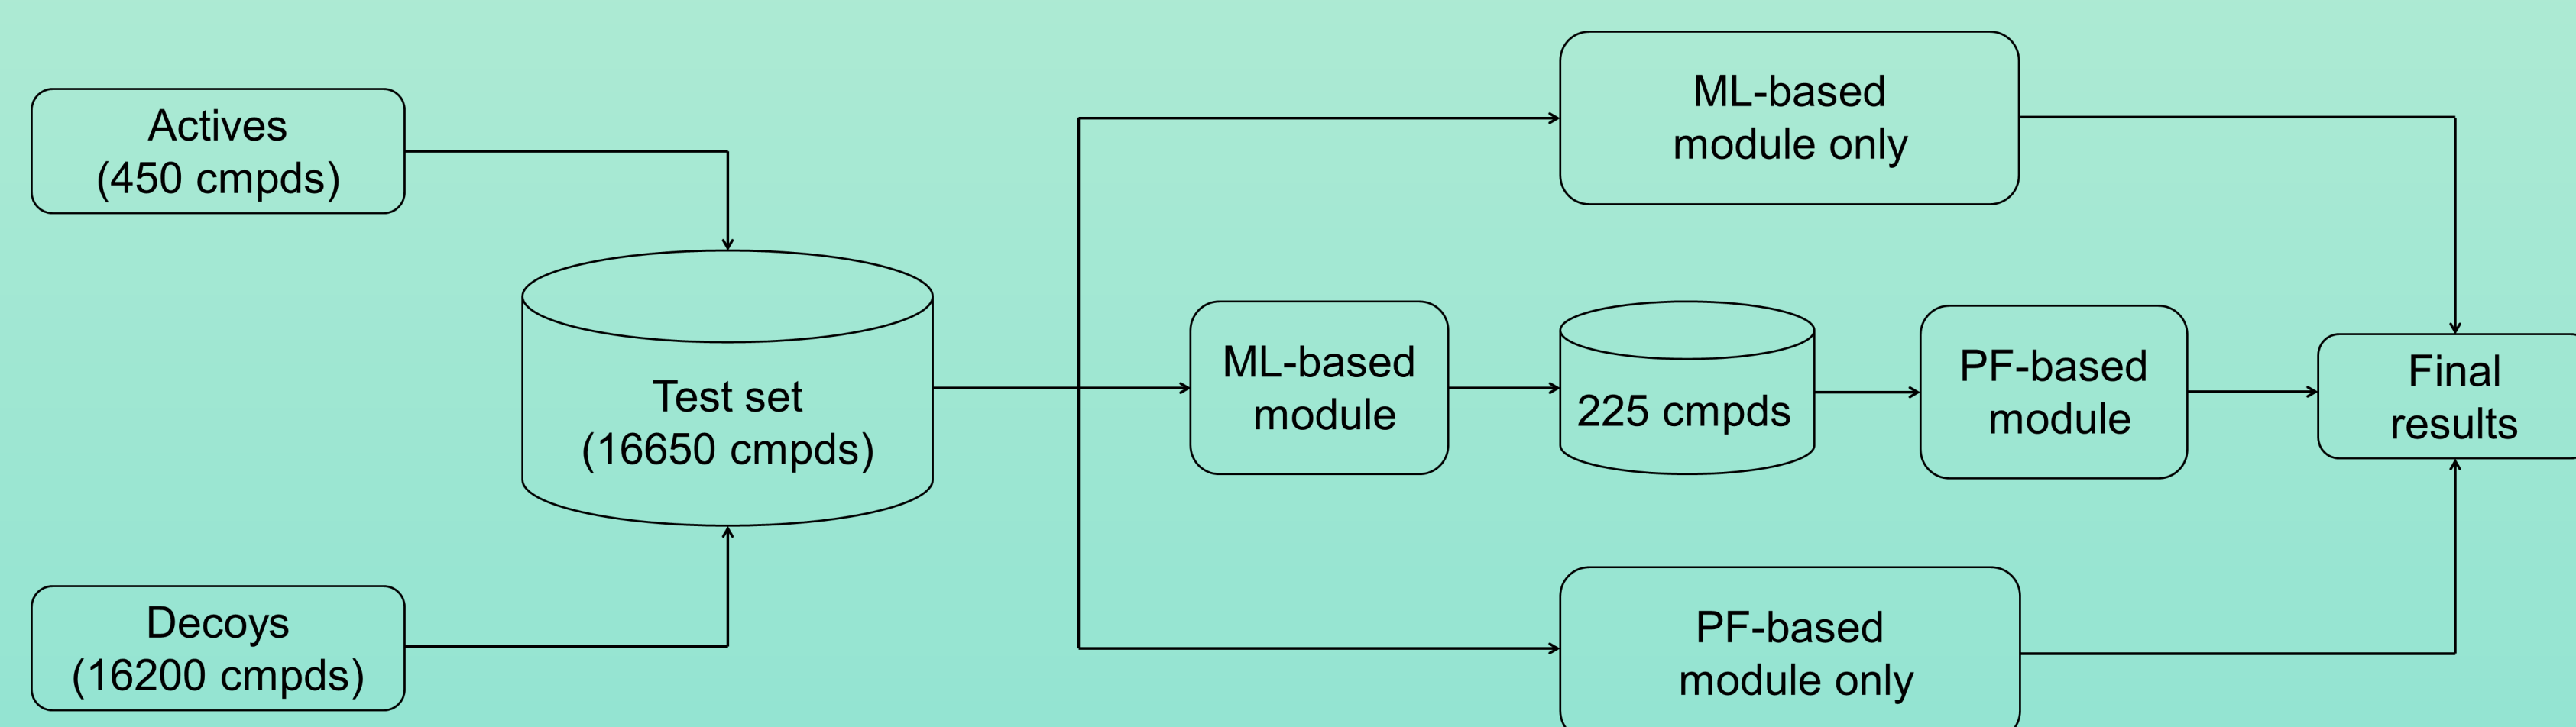 Actives
(450 cmpds)
Decoys
(16200 cmpds)
Test set
(16650 cmpds)
ML-based
module only
ML-based
module
225 cmpds
PF-based
module
PF-based
module only
Final
results